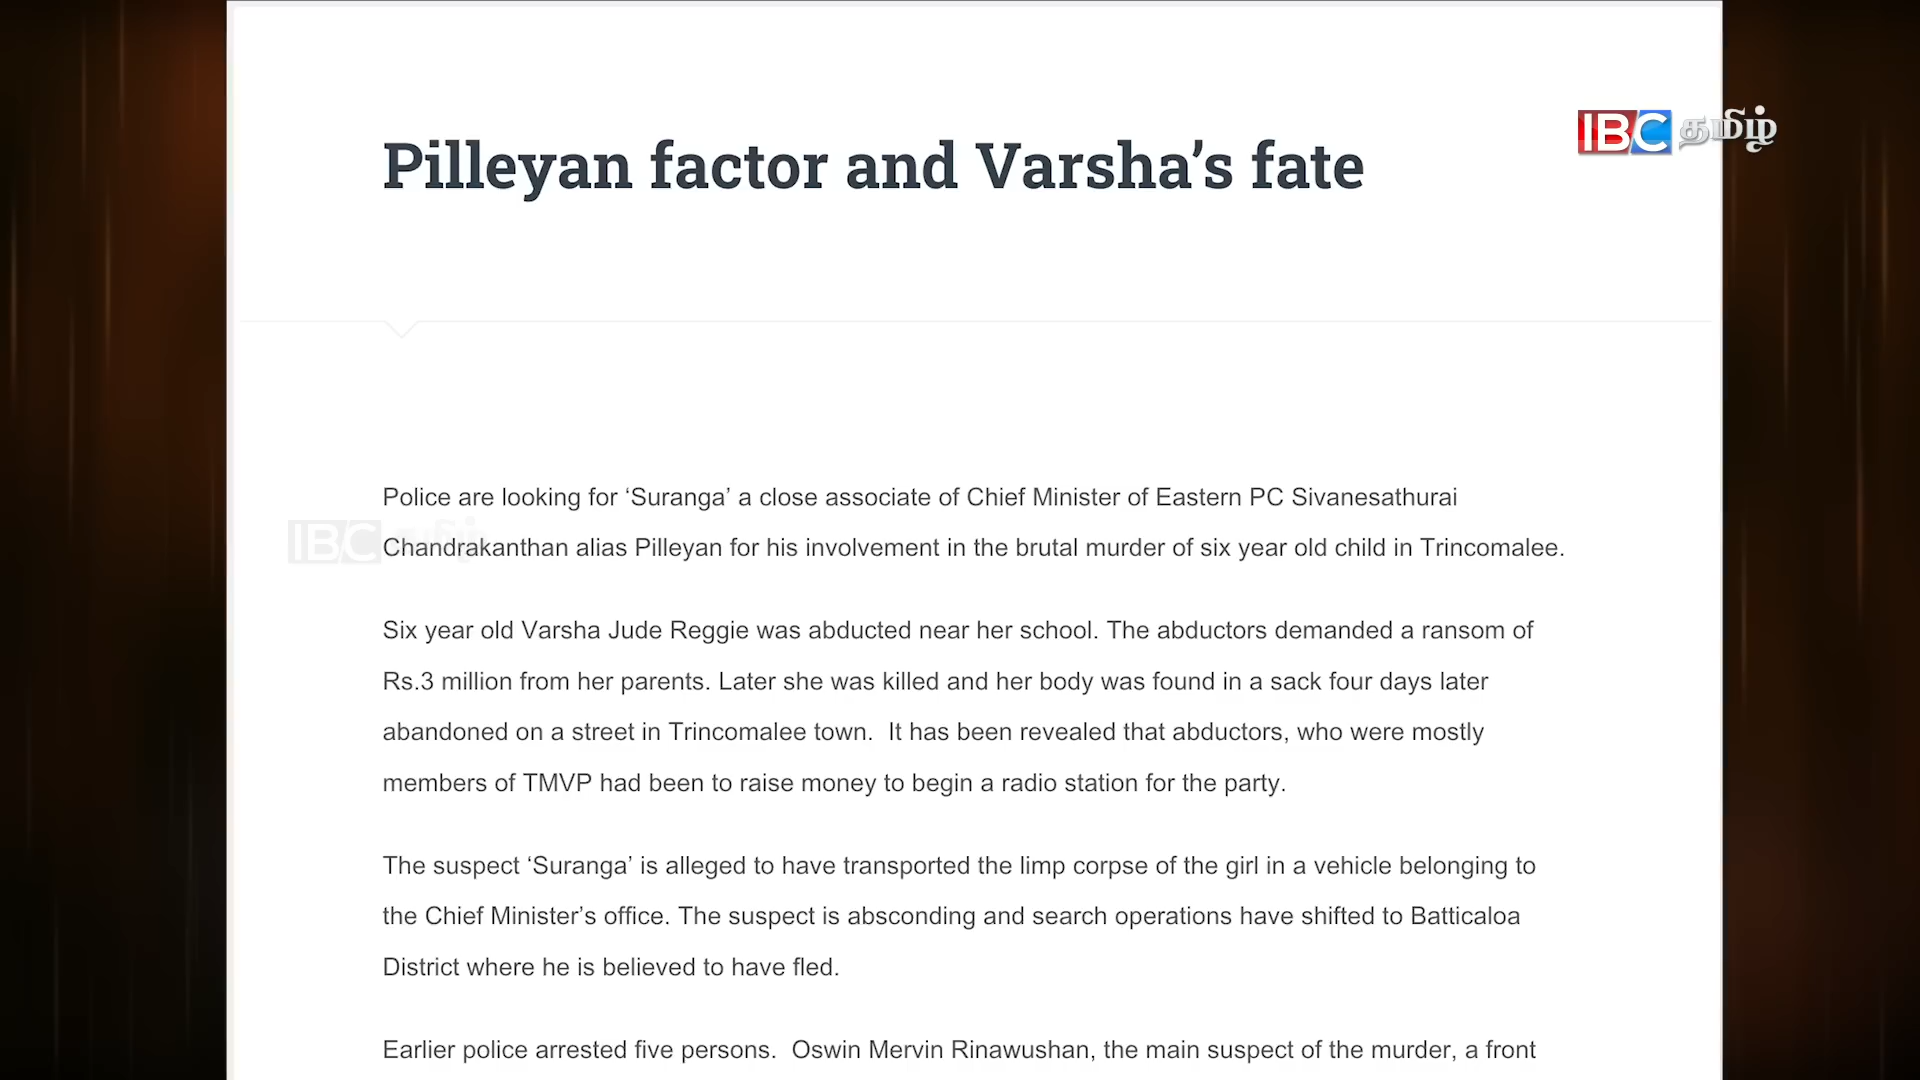 IBC தமிழ்
Pilleyan factor and Varsha’s fate
Police are looking for ‘Suranga’ a close associate of Chief Minister of Eastern PC Sivanesathurai
IBC தமிழ்
Chandrakanthan alias Pilleyan for his involvement in the brutal murder of six year old child in Trincomalee.
Six year old Varsha Jude Reggie was abducted near her school. The abductors demanded a ransom of
Rs.3 million from her parents. Later she was killed and her body was found in a sack four days later
abandoned on a street in Trincomalee town.  It has been revealed that abductors, who were mostly
members of TMVP had been to raise money to begin a radio station for the party.
The suspect ‘Suranga’ is alleged to have transported the limp corpse of the girl in a vehicle belonging to
the Chief Minister’s office. The suspect is absconding and search operations have shifted to Batticaloa
District where he is believed to have fled.
Earlier police arrested five persons.  Oswin Mervin Rinawushan, the main suspect of the murder, a front